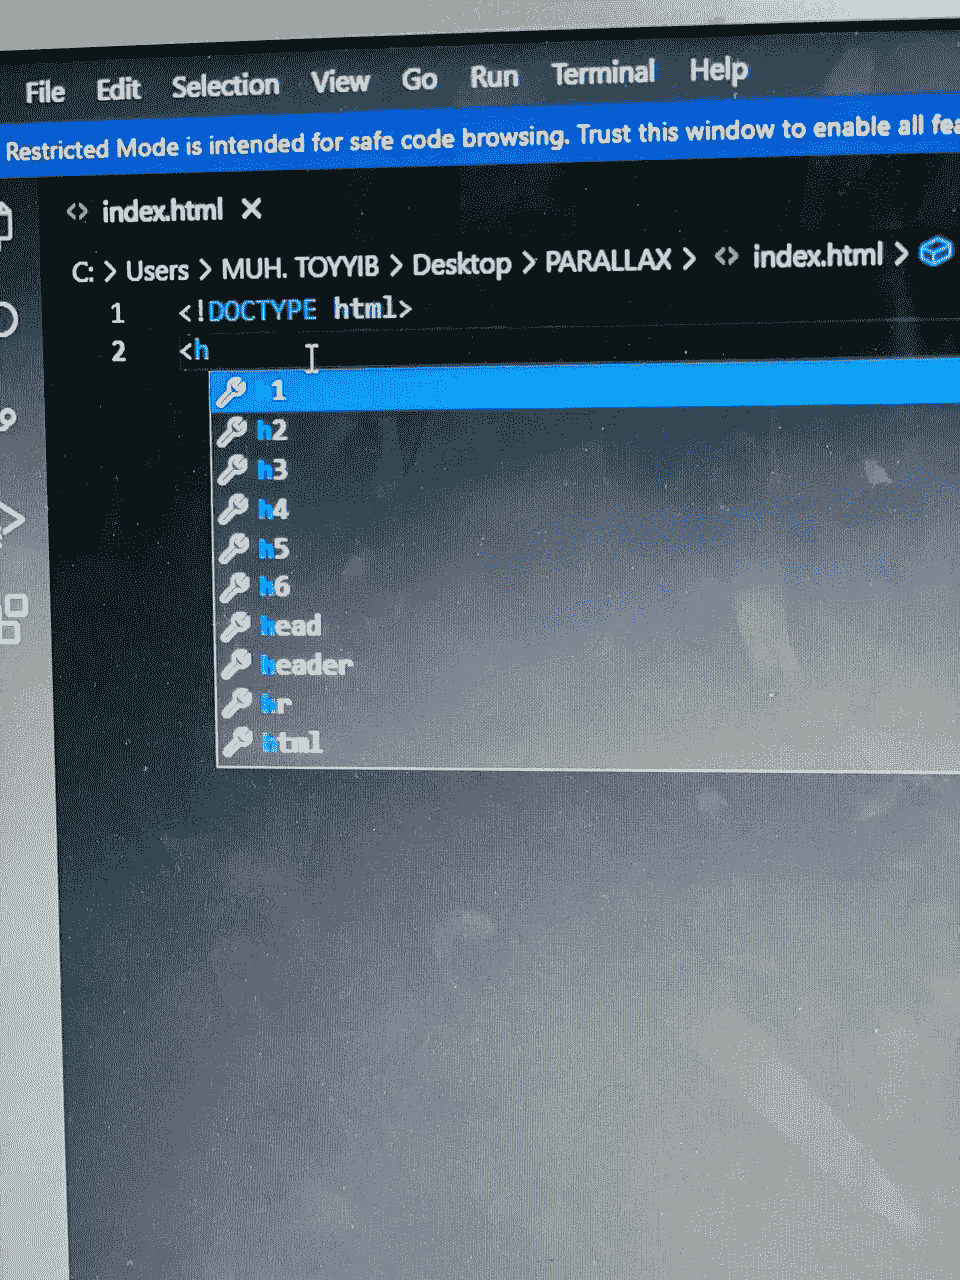 File Edit Selection View Go Run Terminal Help
Restricted Mode is intended for safe code browsing. Trust this window to enable all fea
<> index.html ×
C: > Users > MUH. TOYYIB > Desktop > PARALLAX > <> index.html >
1 <!DOCTYPE html>
2 <h
1
h2
h3
h4
h5
h6
head
header
hr
html